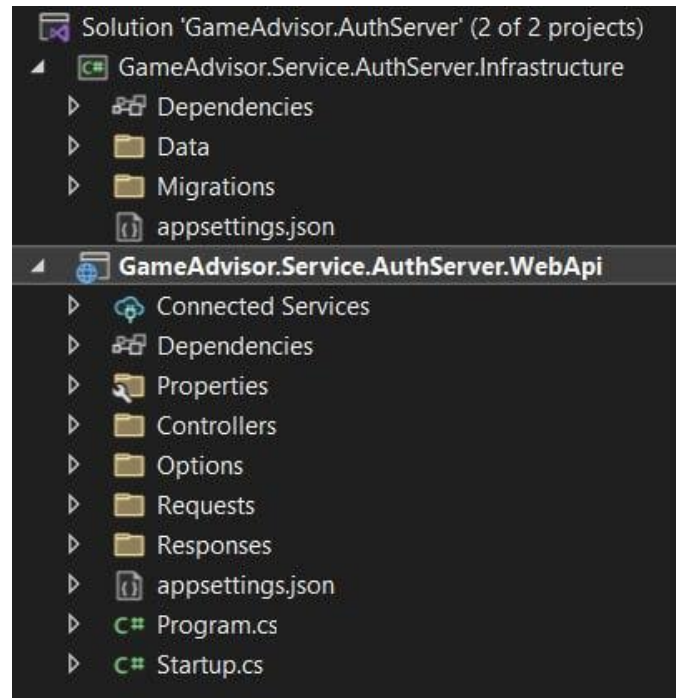 Solution 'GameAdvisor.AuthServer' (2 of 2 projects)
C# GameAdvisor.Service.AuthServer.Infrastructure
Dependencies
Data
Migrations
appsettings.json
GameAdvisor.Service.AuthServer.WebApi
Connected Services
Dependencies
Properties
Controllers
Options
Requests
Responses
appsettings.json
C# Program.cs
C# Startup.cs